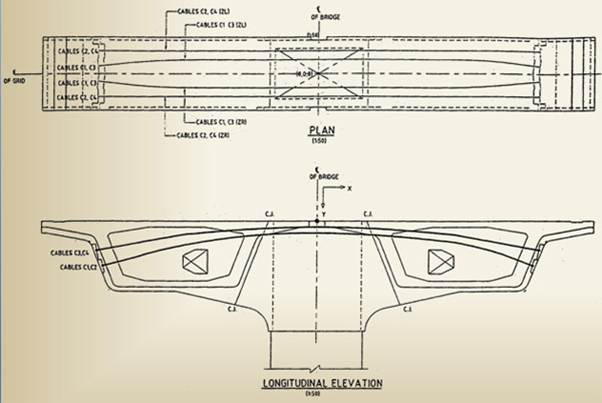 CABLES C2, C4 (ZL)
CABLES C1 C3 (ZL)
℄
OF BRIDGE
CABLES C2, C4
CABLES C1, C3
℄
OF GRID
CABLES C1, C3
CABLES C2, C4
(0,0,0)
CABLES C1, C3 (ZR)
CABLES C2, C4 (ZR)
PLAN
(1:50)
℄
OF BRIDGE
X
Y
C.J.
C.J.
CABLES C3,C4
CABLES C1,C2
C.J.
C.J.
LONGITUDINAL ELEVATION
(1:50)